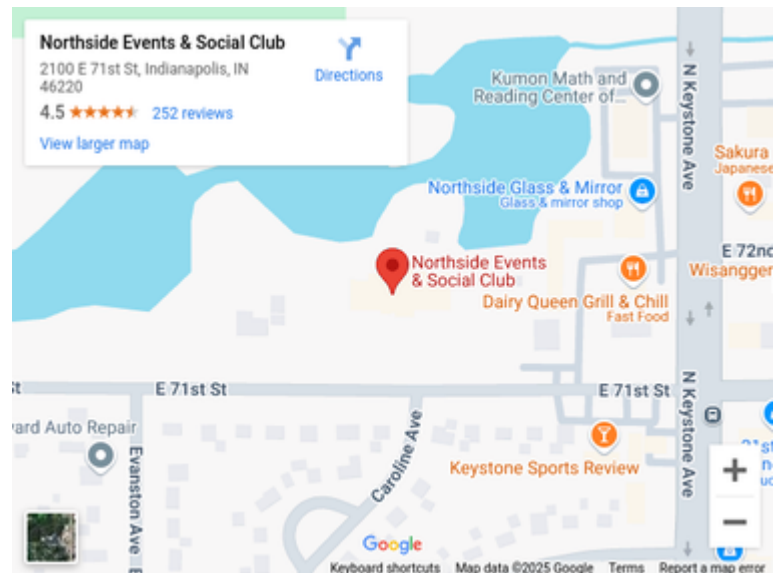 Northside Events & Social Club
2100 E 71st St, Indianapolis, IN
46220
4.5
252 reviews
View larger map
Directions
Kumon Math and
Reading Center of...
N Keystone Ave
Sakura
Japanese
Northside Glass & Mirror
Glass & mirror shop
E 72nd
Wisangger
Northside Events
& Social Club
Dairy Queen Grill & Chill
Fast Food
E 71st St
E 71st St
N Keystone Ave
ard Auto Repair
Evanston Ave
Caroline Ave
Keystone Sports Review
+
−
Google
Keyboard shortcuts
Map data ©2025 Google
Terms
Report a map error